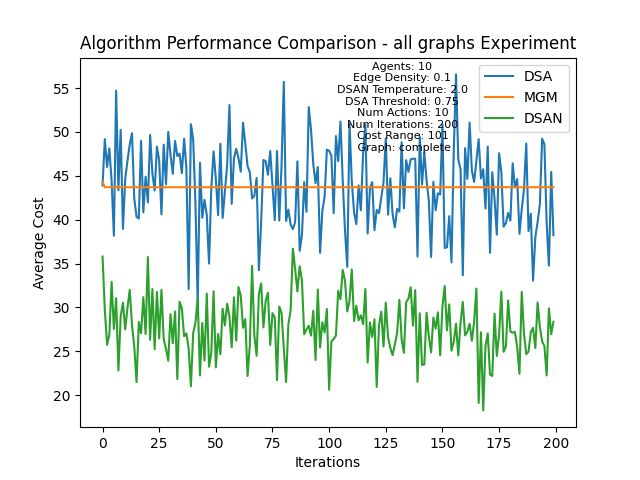 Algorithm Performance Comparison - all graphs Experiment
Agents: 10
Edge Density: 0.1
DSAN Temperature: 2.0
DSA Threshold: 0.75
Num Actions: 10
Num Iterations: 200
Cost Range: 101
Graph: complete
DSA
MGM
DSAN
Average Cost
55
50
45
40
35
30
25
20
0 25 50 75 100 125 150 175 200
Iterations